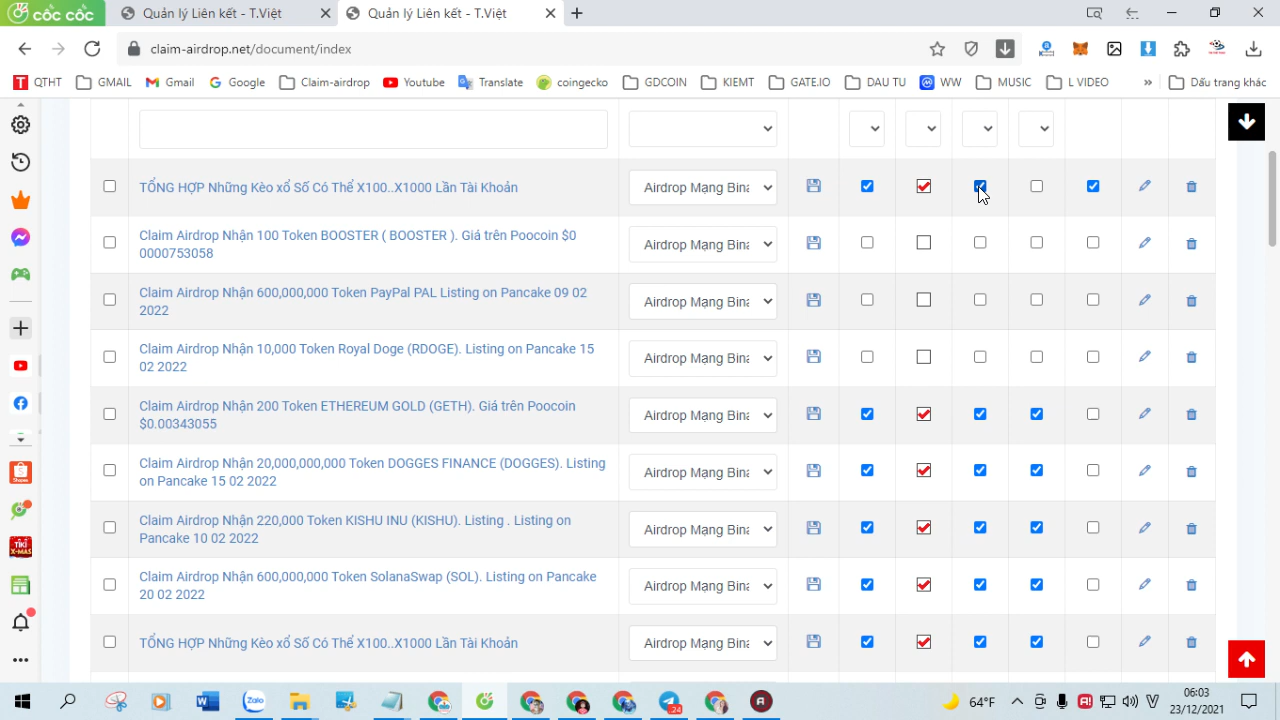 cốc cốc
Quản lý liên kết - T.Việt
Quản lý liên kết - T.Việt
claim-airdrop.net/document/index
QTHT
GMAIL
Gmail
Google
Claim-airdrop
Youtube
Translate
coingecko
GDCOIN
KIEMT
GATE.IO
DAU TU
WW
MUSIC
L VIDEO
»
Dấu trang khác
TỔNG HỢP Những Kèo xổ Số Có Thể X100..X1000 Lần Tài Khoản
Airdrop Mạng Bina
Claim Airdrop Nhận 100 Token BOOSTER ( BOOSTER ). Giá trên Poocoin $0
0000753058
Airdrop Mạng Bina
Claim Airdrop Nhận 600,000,000 Token PayPal PAL Listing on Pancake 09 02
2022
Airdrop Mạng Bina
Claim Airdrop Nhận 10,000 Token Royal Doge (RDOGE). Listing on Pancake 15
02 2022
Airdrop Mạng Bina
Claim Airdrop Nhận 200 Token ETHEREUM GOLD (GETH). Giá trên Poocoin
$0.00343055
Airdrop Mạng Bina
Claim Airdrop Nhận 20,000,000,000 Token DOGGES FINANCE (DOGGES). Listing
on Pancake 15 02 2022
Airdrop Mạng Bina
Claim Airdrop Nhận 220,000 Token KISHU INU (KISHU). Listing . Listing on
Pancake 10 02 2022
Airdrop Mạng Bina
Claim Airdrop Nhận 600,000,000 Token SolanaSwap (SOL). Listing on Pancake
20 02 2022
Airdrop Mạng Bina
TỔNG HỢP Những Kèo xổ Số Có Thể X100..X1000 Lần Tài Khoản
Airdrop Mạng Bina
Shopee
TIKI
X-MAS
Zalo
24
64°F
06:03
23/12/2021